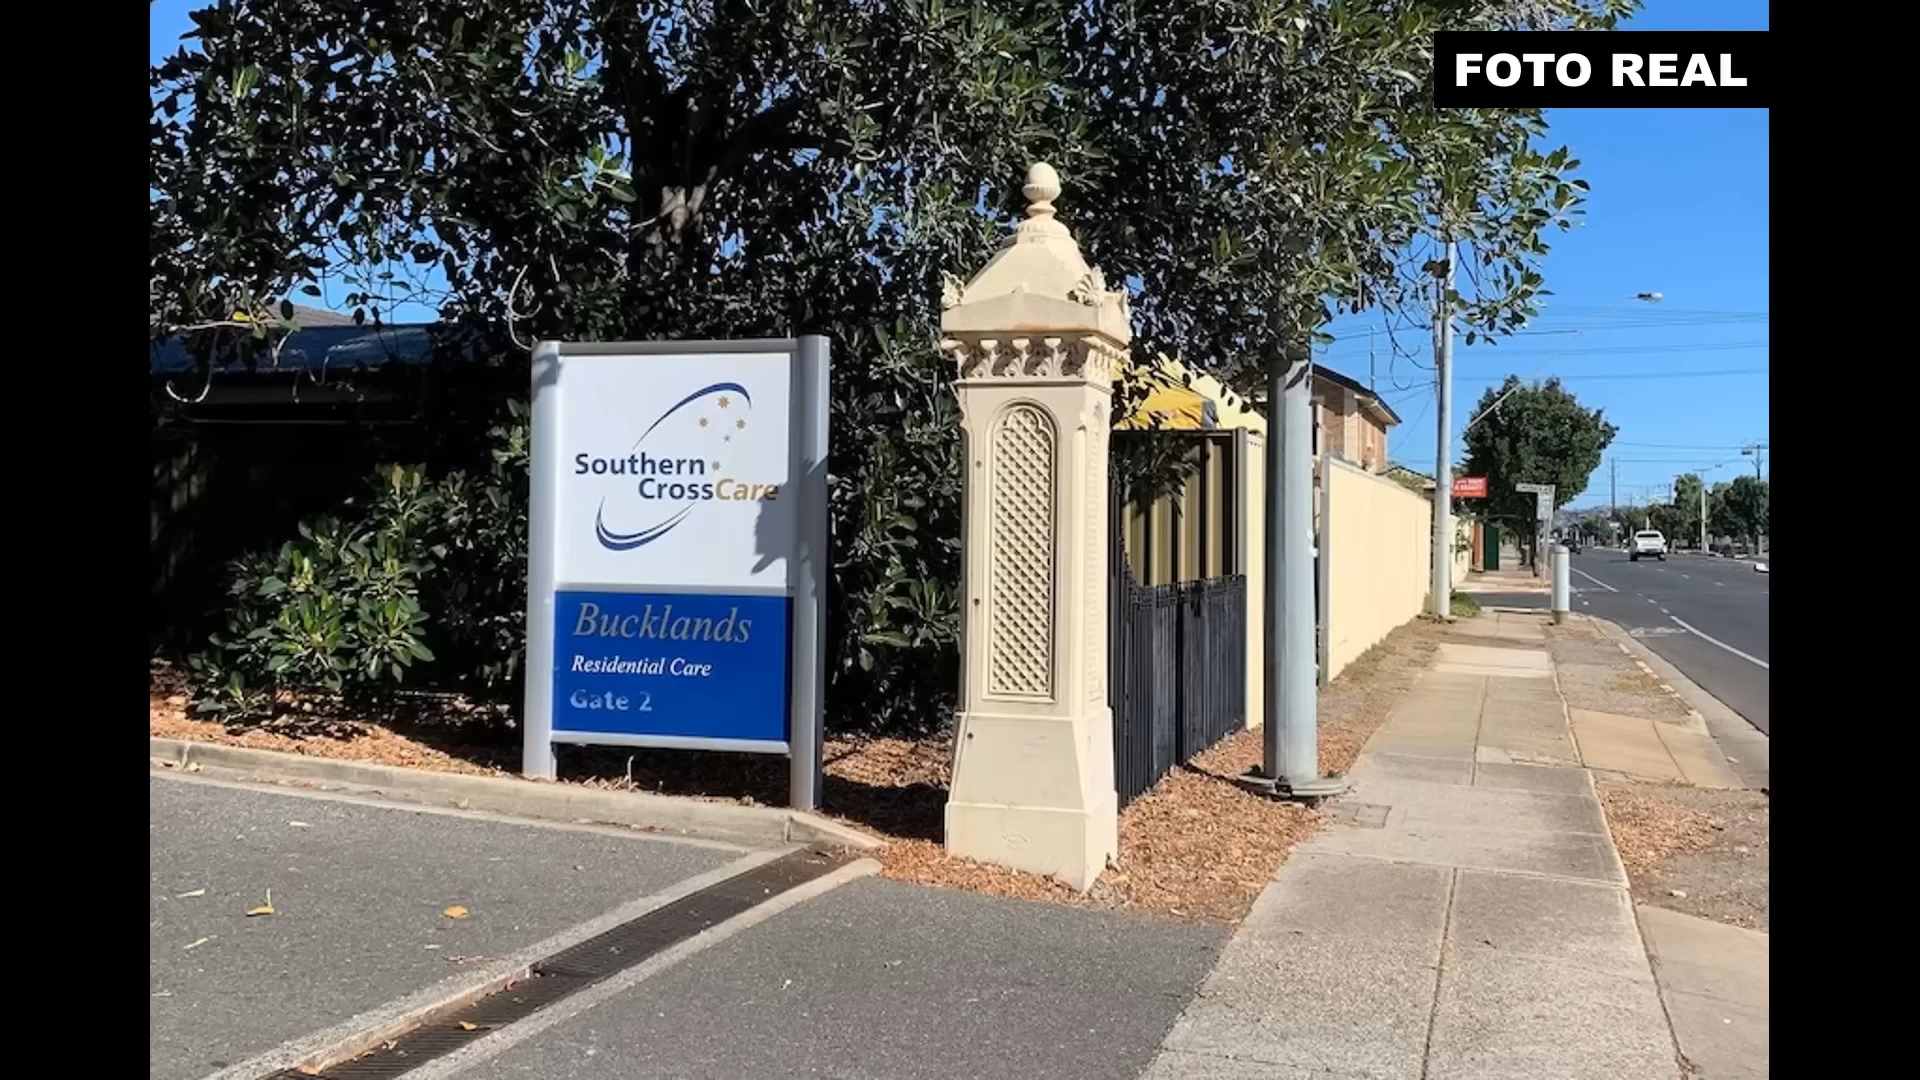 FOTO REAL
Southern
CrossCare
Bucklands
Residential Care
Gate 2